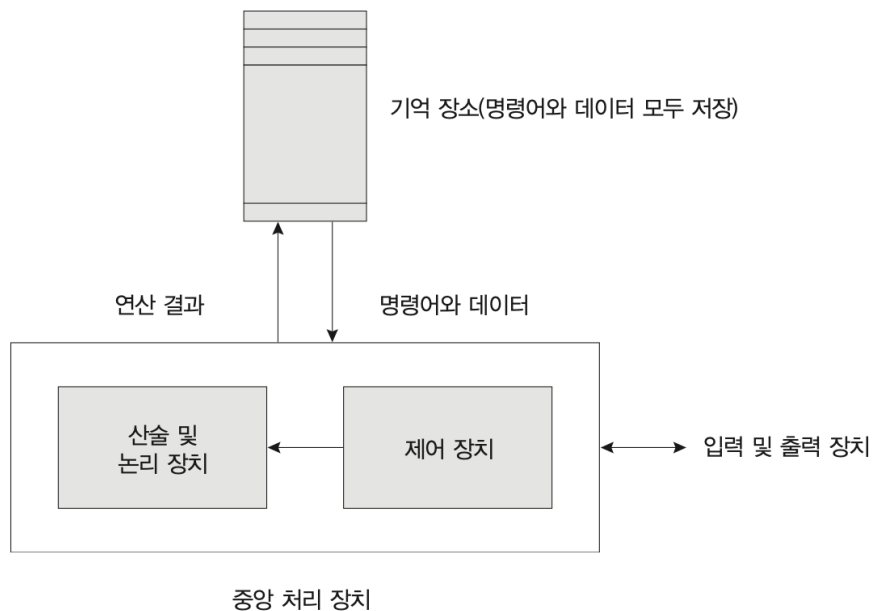 기억 장소(명령어와 데이터 모두 저장)
연산 결과
명령어와 데이터
산술 및
논리 장치
제어 장치
입력 및 출력 장치
중앙 처리 장치